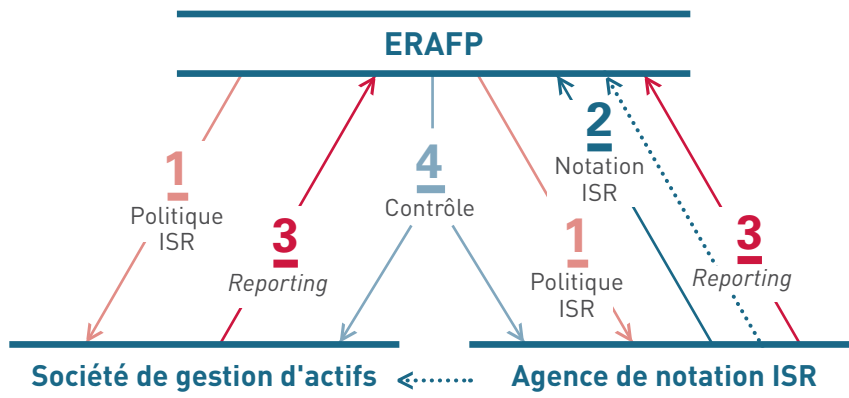 ERAFP
1
Politique
ISR
3
Reporting
4
Contrôle
1
Politique
ISR
2
Notation
ISR
3
Reporting
Société de gestion d'actifs
Agence de notation ISR